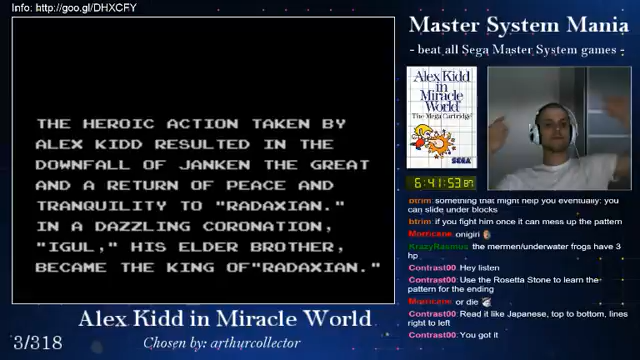 Info: http://goo.gl/DHXCFY
Master System Mania
- beat all Sega Master System games -
THE HEROIC ACTION TAKEN BY
ALEX KIDD RESULTED IN THE
DOWNFALL OF JANKEN THE GREAT
AND A RETURN OF PEACE AND
TRANQUILITY TO "RADAXIAN."
IN A DAZZLING CORONATION,
"IGUL," HIS ELDER BROTHER,
BECAME THE KING OF"RADAXIAN."
Alex Kidd
in
Miracle
World
The Mega Cartridge
SEGA
6:41:53
btrim: something that might help you eventually: you
can slide under blocks
btrim: if you fight him once it can mess up the pattern
Morricane: onigiri
KrazyRasmus: the mermen/underwater frogs have 3
hp
Contrast00: Hey listen
Contrast00: Use the Rosetta Stone to learn the
pattern for the ending
Morricane: or die
Contrast00: Read it like Japanese, top to bottom, lines
right to left
Contrast00: You got it
Alex Kidd in Miracle World
3/318
Chosen by: arthurcollector